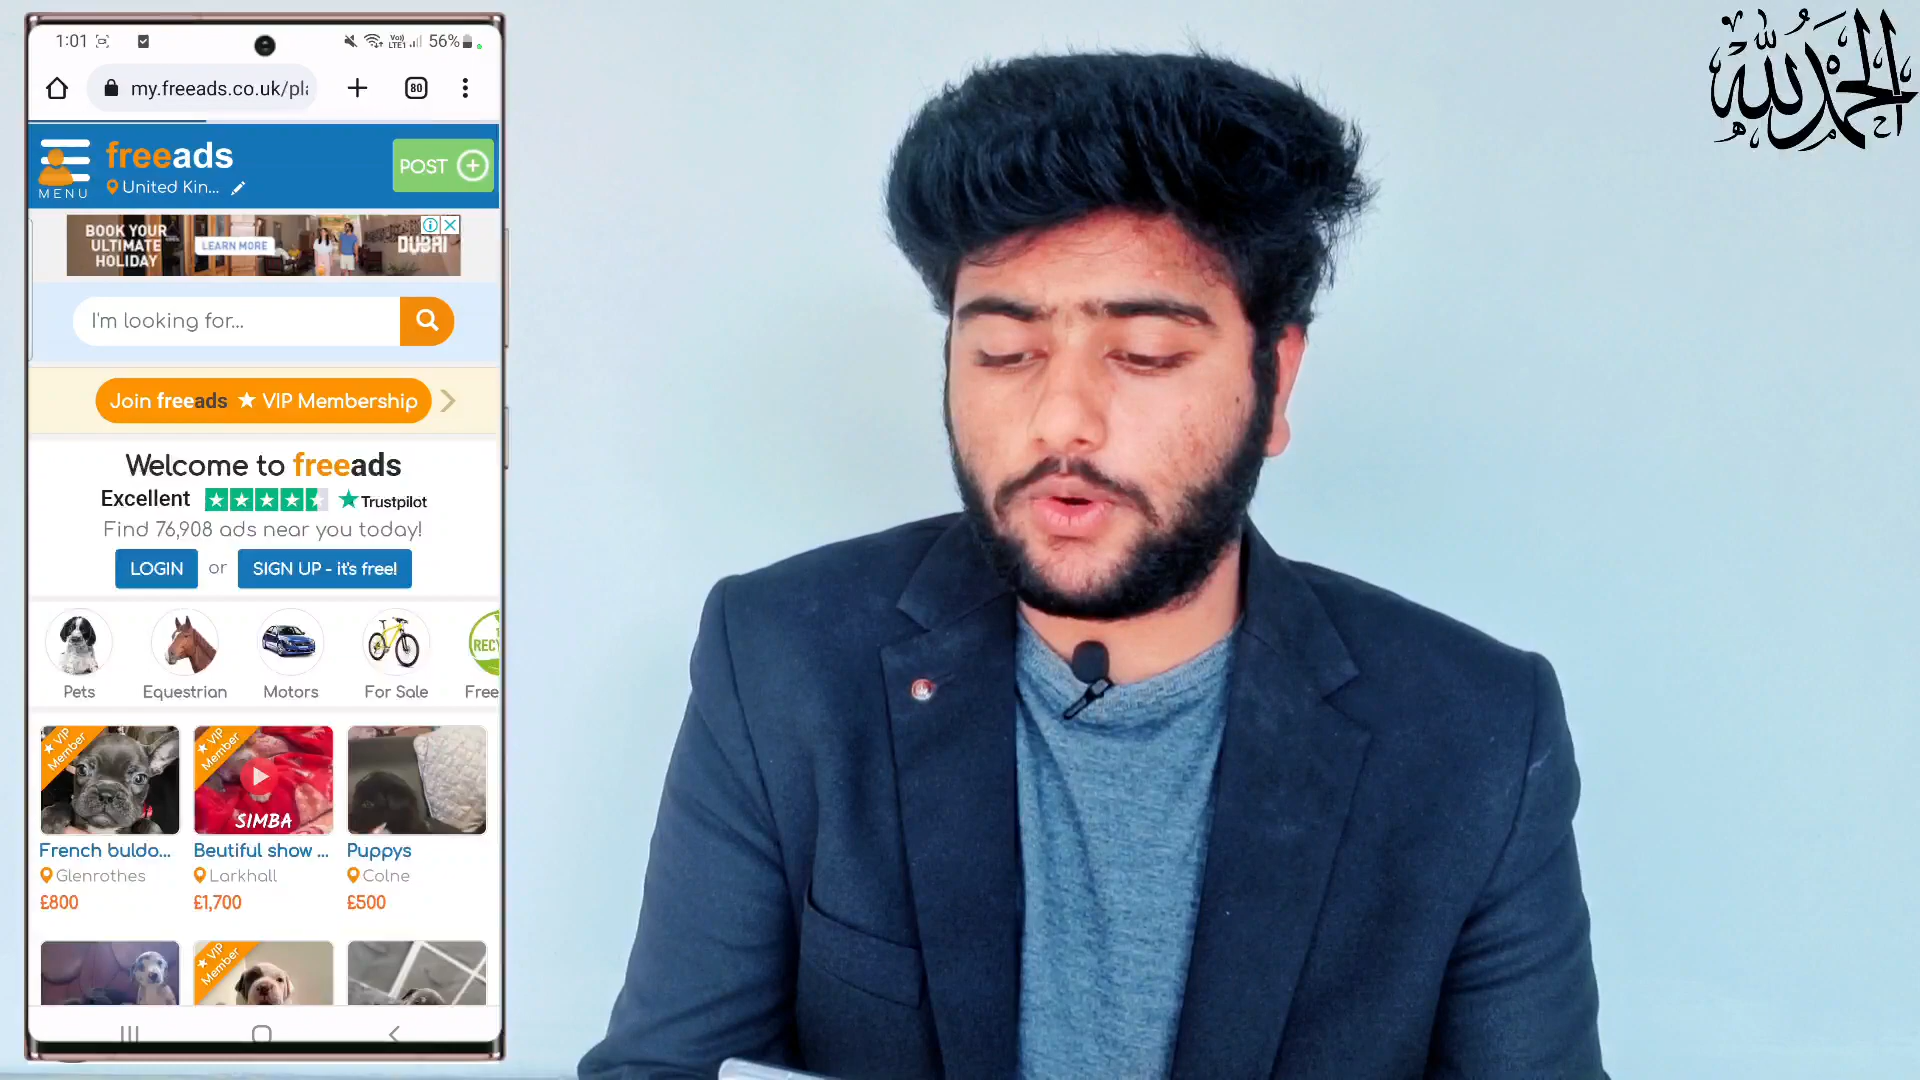 1:01
Vo))
LTE1
56%
80
my.freeads.co.uk/pl
freeads
United Kin...
MENU
POST
BOOK YOUR
ULTIMATE
HOLIDAY
LEARN MORE
DUBAI
I'm looking for...
Join freeads ★ VIP Membership
Welcome to freeads
Excellent
Trustpilot
Find 76,908 ads near you today!
LOGIN or SIGN UP - it's free!
RECY
Pets
Equestrian
Motors
For Sale
Free
★ VIP
Member
★ VIP
Member
SIMBA
French buldo...
Beutiful show ...
Puppys
Glenrothes
Larkhall
Colne
£800
£1,700
£500
★ VIP
Member
الحمد لله